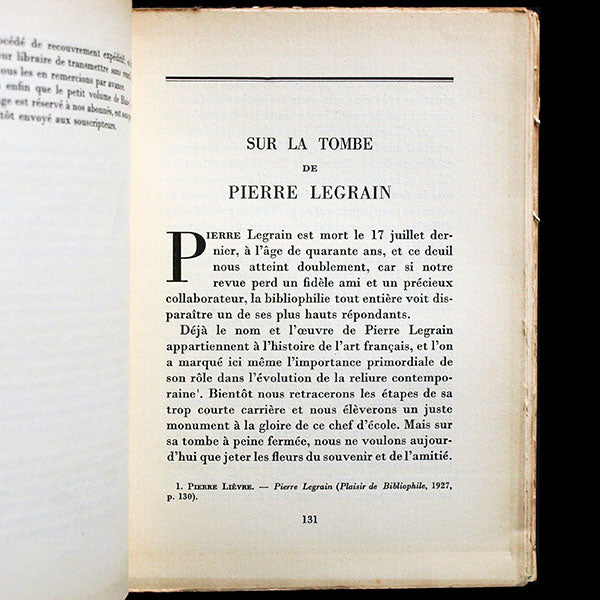 océdé de recouvrement expéditif;
eur libraire de transmettre sans
ous les en remercions par avance.
enfin que le petit volume de
ge est réservé à nos abonnés, est
tôt envoyé aux souscripteurs.
SUR LA TOMBE
DE
PIERRE LEGRAIN
PIERRE Legrain est mort le 17 juillet der-
nier, à l'âge de quarante ans, et ce deuil
nous atteint doublement, car si notre
revue perd un fidèle ami et un précieux
collaborateur, la bibliophilie tout entière voit dis-
paraître un de ses plus hauts répondants.
Déjà le nom et l'œuvre de Pierre Legrain
appartiennent à l'histoire de l'art français, et l'on
a marqué ici même l'importance primordiale de
son rôle dans l'évolution de la reliure contempo-
raine¹. Bientôt nous retracerons les étapes de sa
trop courte carrière et nous élèverons un juste
monument à la gloire de ce chef d'école. Mais sur
sa tombe à peine fermée, nous ne voulons aujour-
d'hui que jeter les fleurs du souvenir et de l'amitié.
1. PIERRE LIÈVRE. — Pierre Legrain (Plaisir de Bibliophile, 1927,
p. 130).
131